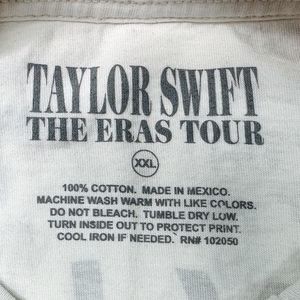 TAYLOR SWIFT
THE ERAS TOUR
XXL
100% COTTON. MADE IN MEXICO.
MACHINE WASH WARM WITH LIKE COLORS.
DO NOT BLEACH. TUMBLE DRY LOW.
TURN INSIDE OUT TO PROTECT PRINT.
COOL IRON IF NEEDED. RN# 102050